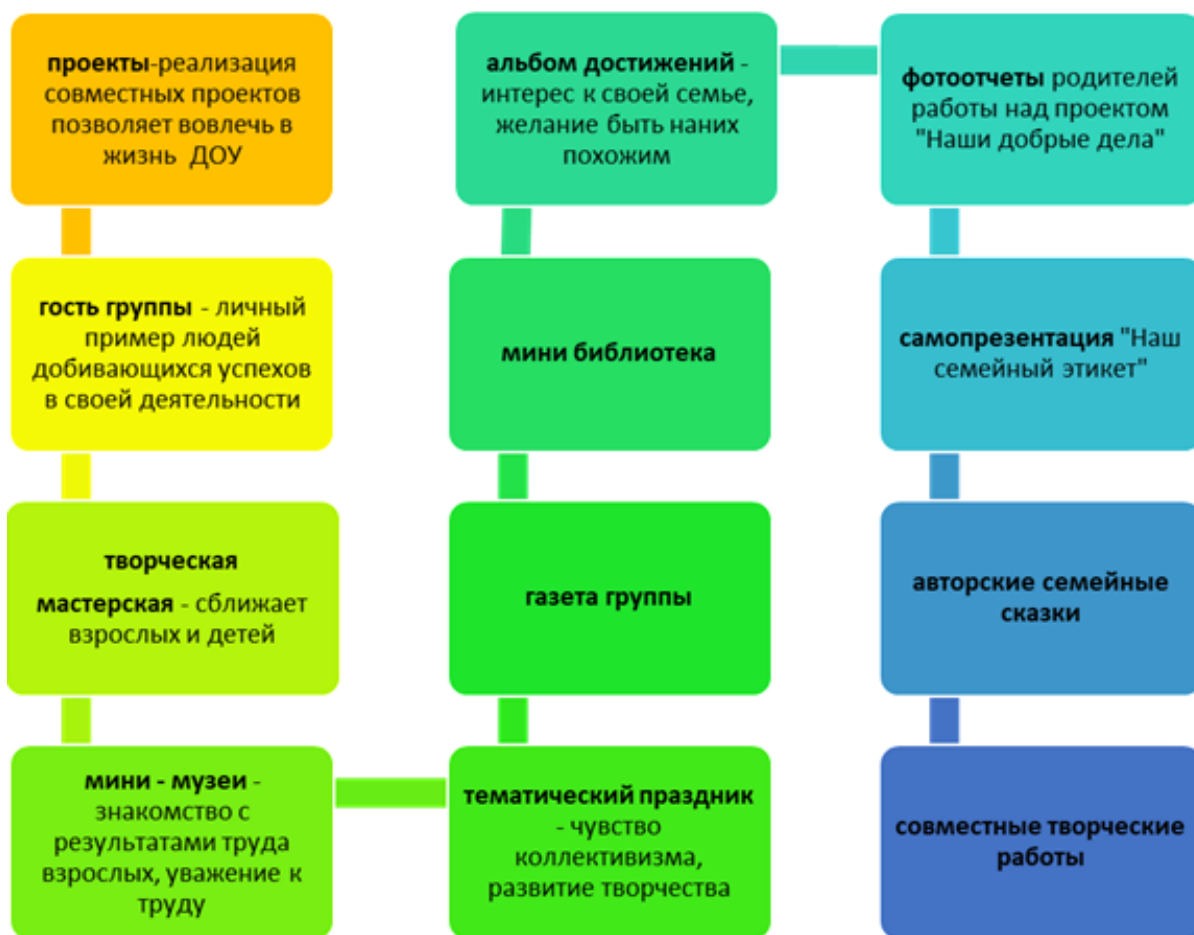 проекты-реализация
совместных проектов
позволяет вовлечь в
жизнь ДОУ
гость группы - личный
пример людей
добивающихся успехов
в своей деятельности
творческая
мастерская - сближает
взрослых и детей
мини - музеи -
знакомство с
результатами труда
взрослых, уважение к
труду
тематический праздник
- чувство
коллективизма,
развитие творчества
газета группы
мини библиотека
альбом достижений -
интерес к своей семье,
желание быть наних
похожим
фотоотчеты родителей
работы над проектом
"Наши добрые дела"
самопрезентация "Наш
семейный этикет"
авторские семейные
сказки
совместные творческие
работы